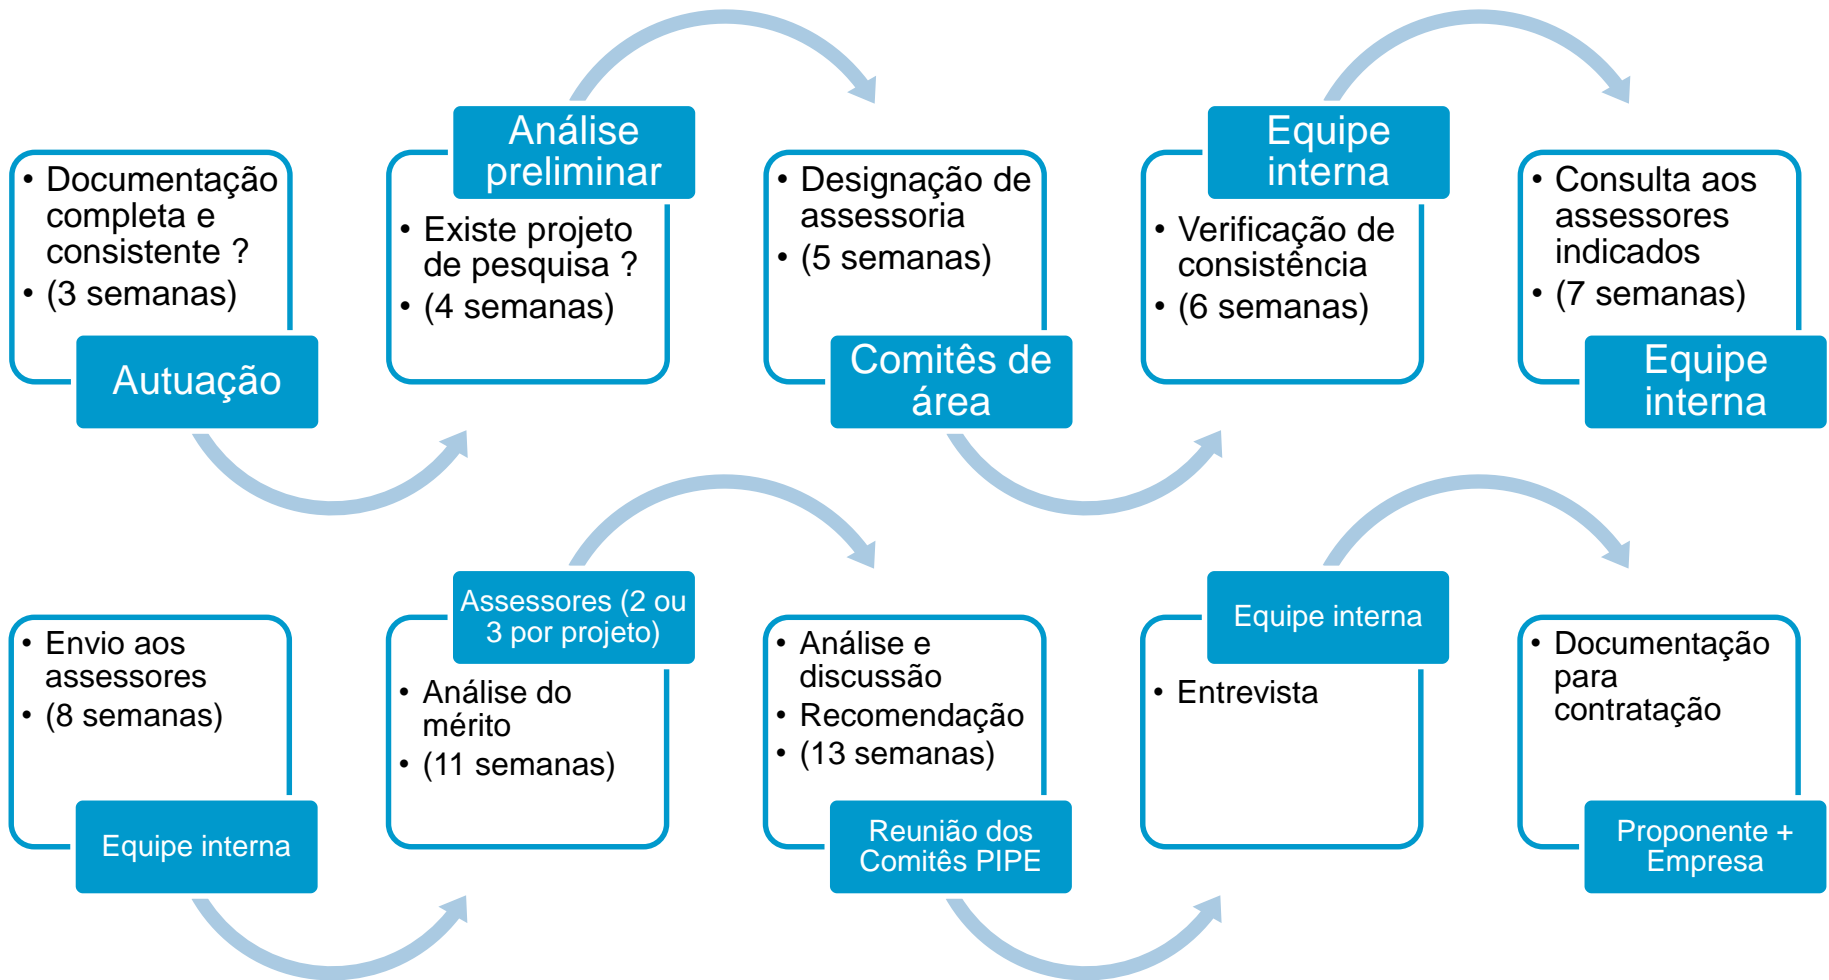 • Documentação
completa e
consistente ?
• (3 semanas)
Autuação
Análise
preliminar
• Existe projeto
de pesquisa ?
• (4 semanas)
• Designação de
assessoria
• (5 semanas)
Comitês de
área
Equipe
interna
• Verificação de
consistência
• (6 semanas)
• Consulta aos
assessores
indicados
• (7 semanas)
Equipe
interna
• Envio aos
assessores
• (8 semanas)
Equipe interna
Assessores (2 ou
3 por projeto)
• Análise do
mérito
• (11 semanas)
• Análise e
discussão
• Recomendação
• (13 semanas)
Reunião dos
Comitês PIPE
Equipe interna
• Entrevista
• Documentação
para
contratação
Proponente +
Empresa